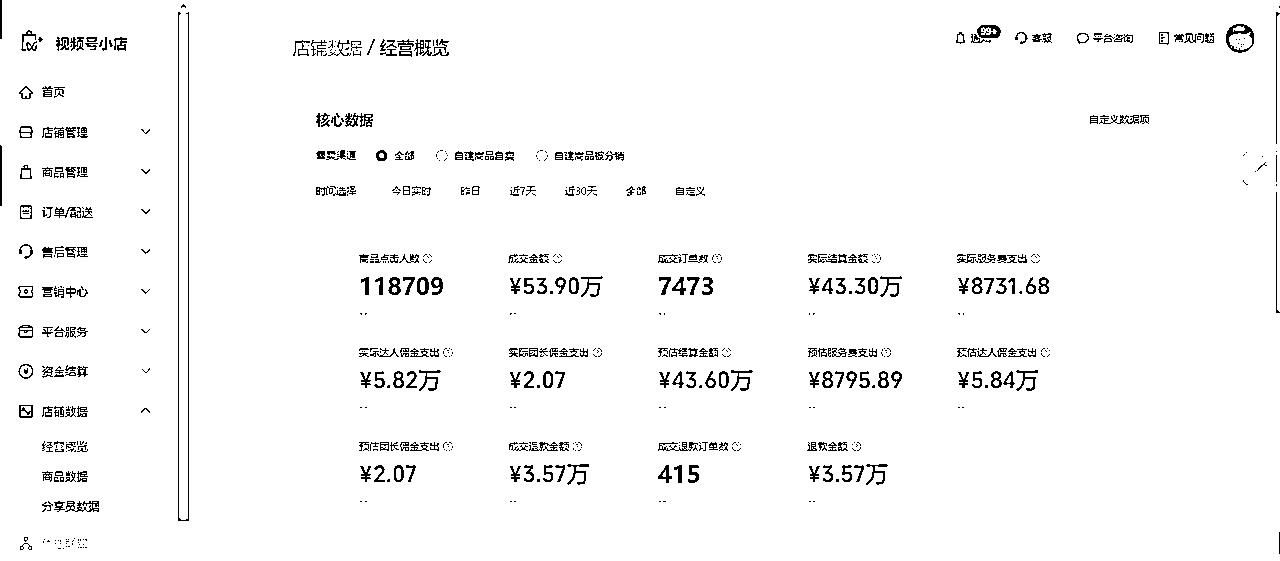 视频号小店
首页
店铺管理
商品管理
订单/配送
售后管理
营销中心
平台服务
资金结算
店铺数据
经营概览
商品数据
分享员数据
店铺数据 / 经营概览
99+
客服
平台咨询
常见问题
核心数据
自定义数据项
售卖渠道 全部 自建商品自卖 自建商品被分销
时间选择 今日实时 昨日 近7天 近30天 全部 自定义
商品点击人数 成交金额 成交订单数 实际结算金额 实际服务费支出
118709 ¥53.90万 7473 ¥43.30万 ¥8731.68
-- -- -- -- --
实际达人佣金支出 实际团长佣金支出 预估结算金额 预估服务费支出 预估达人佣金支出
¥5.82万 ¥2.07 ¥43.60万 ¥8795.89 ¥5.84万
-- -- -- -- --
预估团长佣金支出 成交退款金额 成交退款订单数 退款金额
¥2.07 ¥3.57万 415 ¥3.57万
-- -- -- --